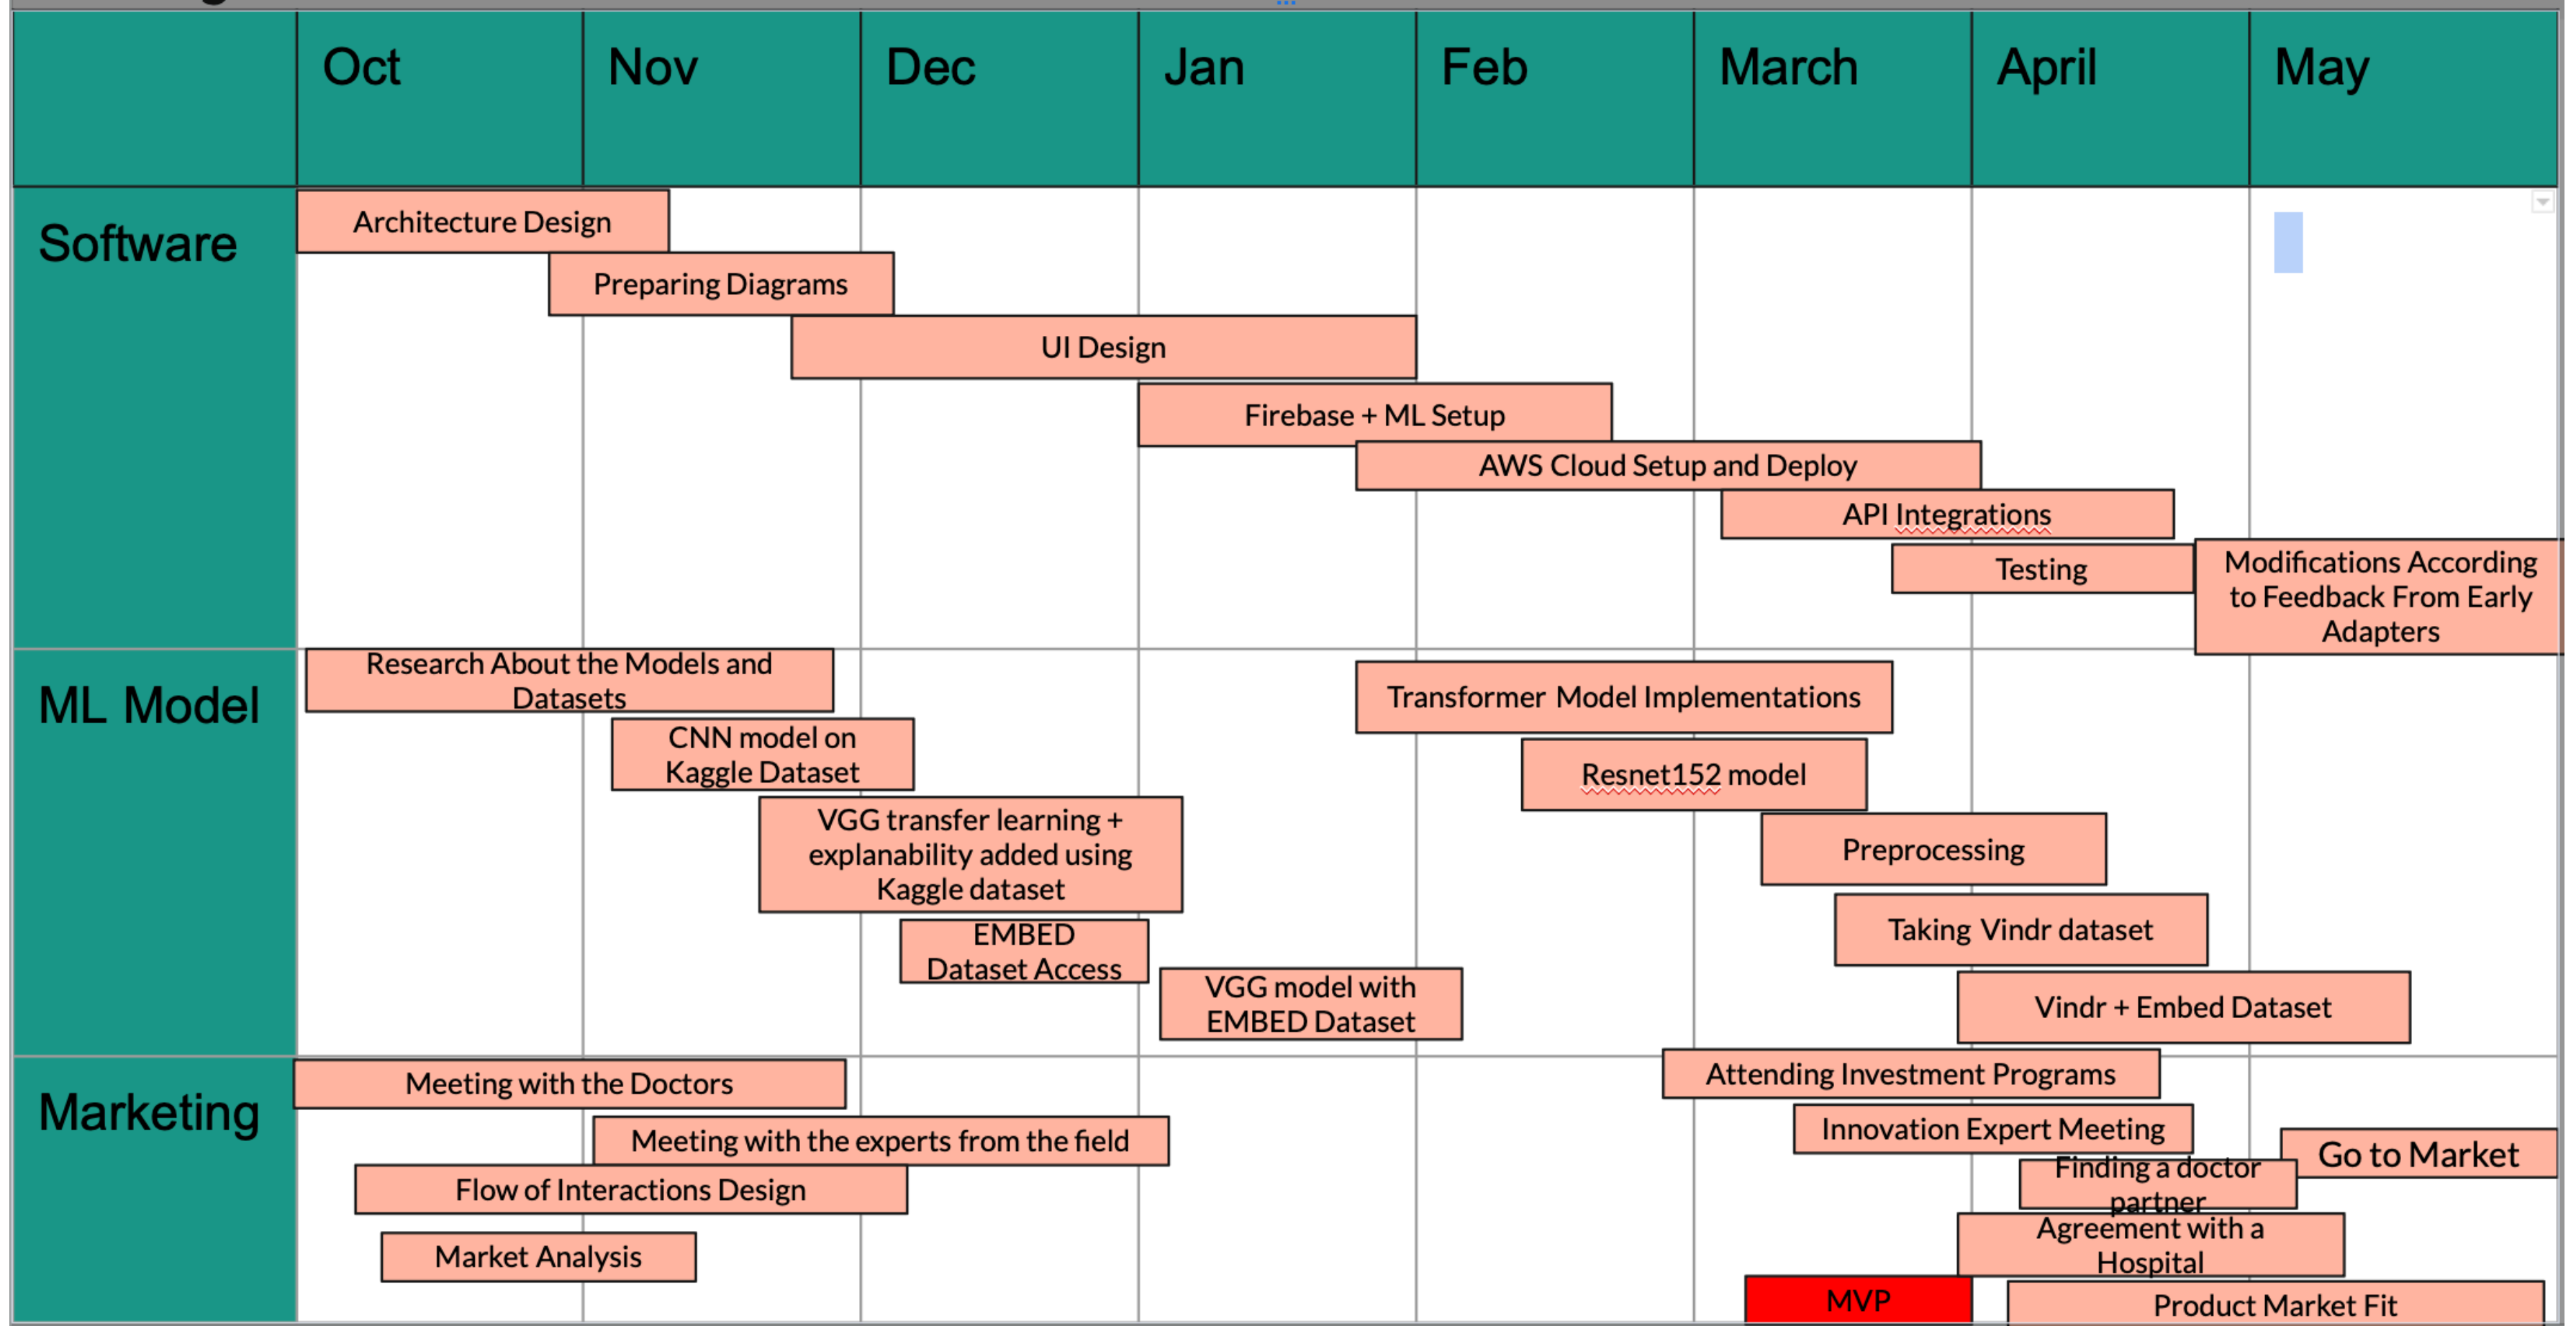 Oct
Nov
Dec
Jan
Feb
March
April
May
Software
Architecture Design
Preparing Diagrams
UI Design
Firebase + ML Setup
AWS Cloud Setup and Deploy
API Integrations
Testing
Modifications According
to Feedback From Early
Adapters
ML Model
Research About the Models and
Datasets
CNN model on
Kaggle Dataset
VGG transfer learning +
explanability added using
Kaggle dataset
EMBED
Dataset Access
VGG model with
EMBED Dataset
Transformer Model Implementations
Resnet152 model
Preprocessing
Taking Vindr dataset
Vindr + Embed Dataset
Marketing
Meeting with the Doctors
Meeting with the experts from the field
Flow of Interactions Design
Market Analysis
Attending Investment Programs
Innovation Expert Meeting
Go to Market
Finding a doctor
partner
Agreement with a
Hospital
MVP
Product Market Fit